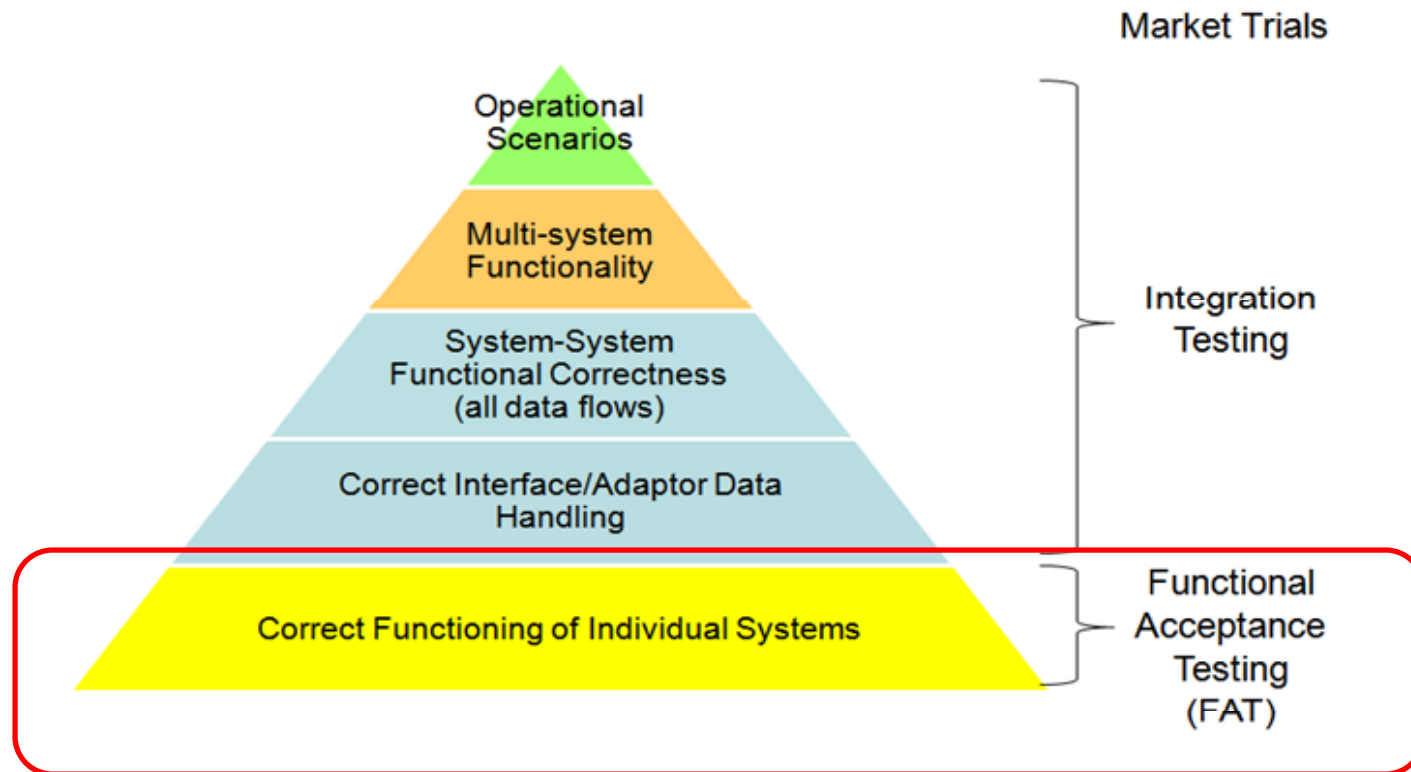 Market Trials
Operational
Scenarios
Multi-system
Functionality
System-System
Functional Correctness
(all data flows)
Correct Interface/Adaptor Data
Handling
Integration
Testing
Correct Functioning of Individual Systems
Functional
Acceptance
Testing
(FAT)